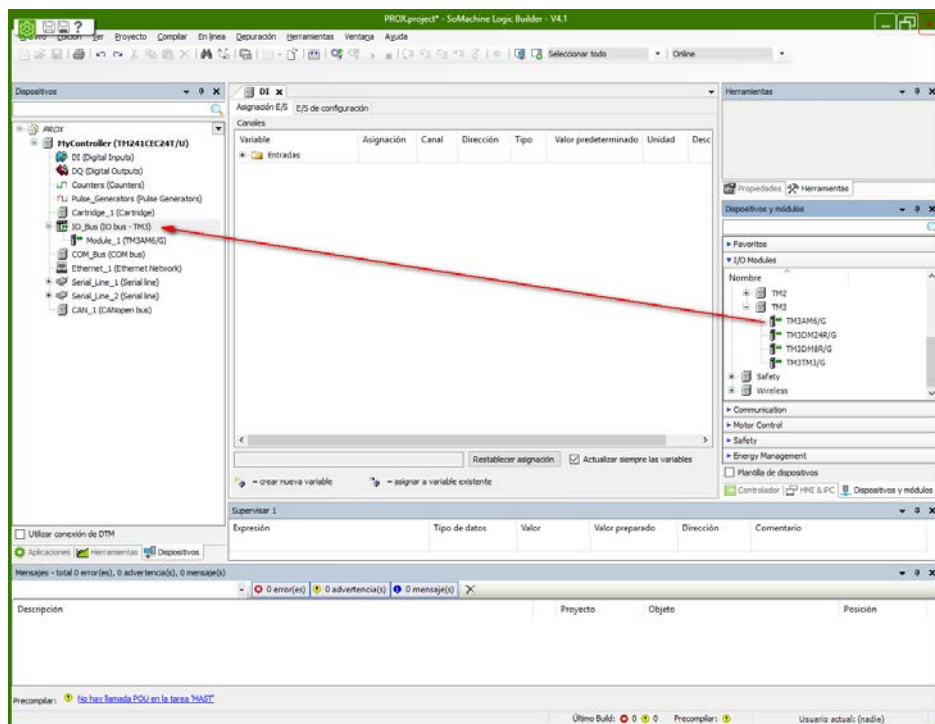 PROX.project* - SoMachine Logic Builder - V4.1
Archivo Edición Ver Proyecto Compilar En línea Depuración Herramientas Ventana Ayuda
Seleccionar todo Online
Dispositivos
PROX
MyController (TM241CEC24T/U)
DI (Digital Inputs)
DQ (Digital Outputs)
Counters (Counters)
Pulse_Generators (Pulse Generators)
Cartridge_1 (Cartridge)
IO_Bus (IO bus - TM3)
Module_1 (TM3AM6/G)
COM_Bus (COM bus)
Ethernet_1 (Ethernet Network)
Serial_Line_1 (Serial line)
Serial_Line_2 (Serial line)
CAN_1 (CANopen bus)
Utilizar conexión de DTM
Aplicaciones Herramientas Dispositivos
DI
Asignación E/S E/S de configuración
Canales
Variable Asignación Canal Dirección Tipo Valor predeterminado Unidad Desc
Entradas
Restablecer asignación Actualizar siempre las variables
= crear nueva variable = asignar a variable existente
Herramientas
Propiedades Herramientas
Dispositivos y módulos
Favoritos
I/O Modules
Nombre
TM2
TM3
TM3AM6/G
TM3DM24R/G
TM3DM8R/G
TM3TM3/G
Safety
Wireless
Communication
Motor Control
Safety
Energy Management
Plantilla de dispositivos
Controlador HMI & iPC Dispositivos y módulos
Supervisar 1
Expresión Tipo de datos Valor Valor preparado Dirección Comentario
Mensajes - total 0 error(es), 0 advertencia(s), 0 mensaje(s)
0 error(es) 0 advertencia(s) 0 mensaje(s)
Descripción Proyecto Objeto Posición
Precompilar: No hay llamada POU en la tarea 'MAST'
Último Build: 0 0 Precompilar: Usuario actual: (nadie)